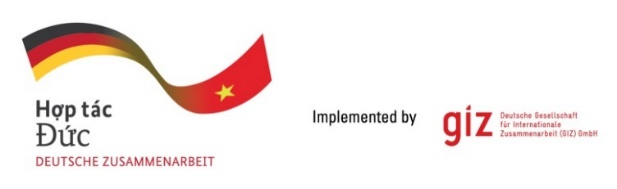 Hợp tác
Đức
DEUTSCHE ZUSAMMENARBEIT
Implemented by
giz
Deutsche Gesellschaft
für Internationale
Zusammenarbeit (GIZ) GmbH